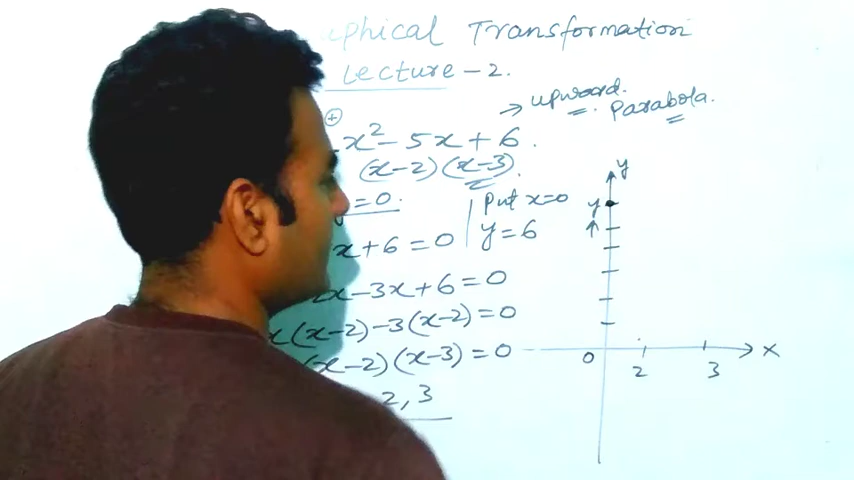 Transformation
Lecture - 2.
→ upward. parabola.
+
x² - 5x + 6.
(x-2)(x-3).
y = 0.
put x=0
y = 6
x + 6 = 0
x - 3x + 6 = 0
x(x-2) - 3(x-2) = 0
(x-2)(x-3) = 0
2, 3
y
y
0
2
3
x